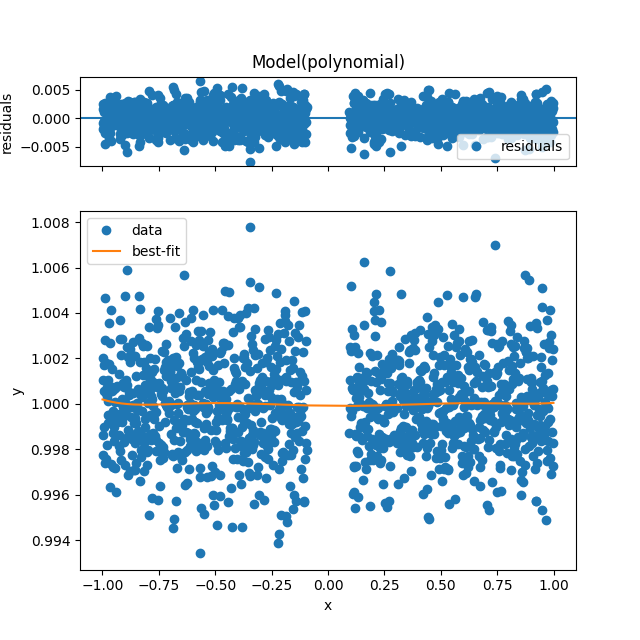 Model(polynomial)
0.005
0.000
−0.005
residuals
residuals
1.008
1.006
1.004
1.002
1.000
0.998
0.996
0.994
y
data
best-fit
−1.00 −0.75 −0.50 −0.25 0.00 0.25 0.50 0.75 1.00
x